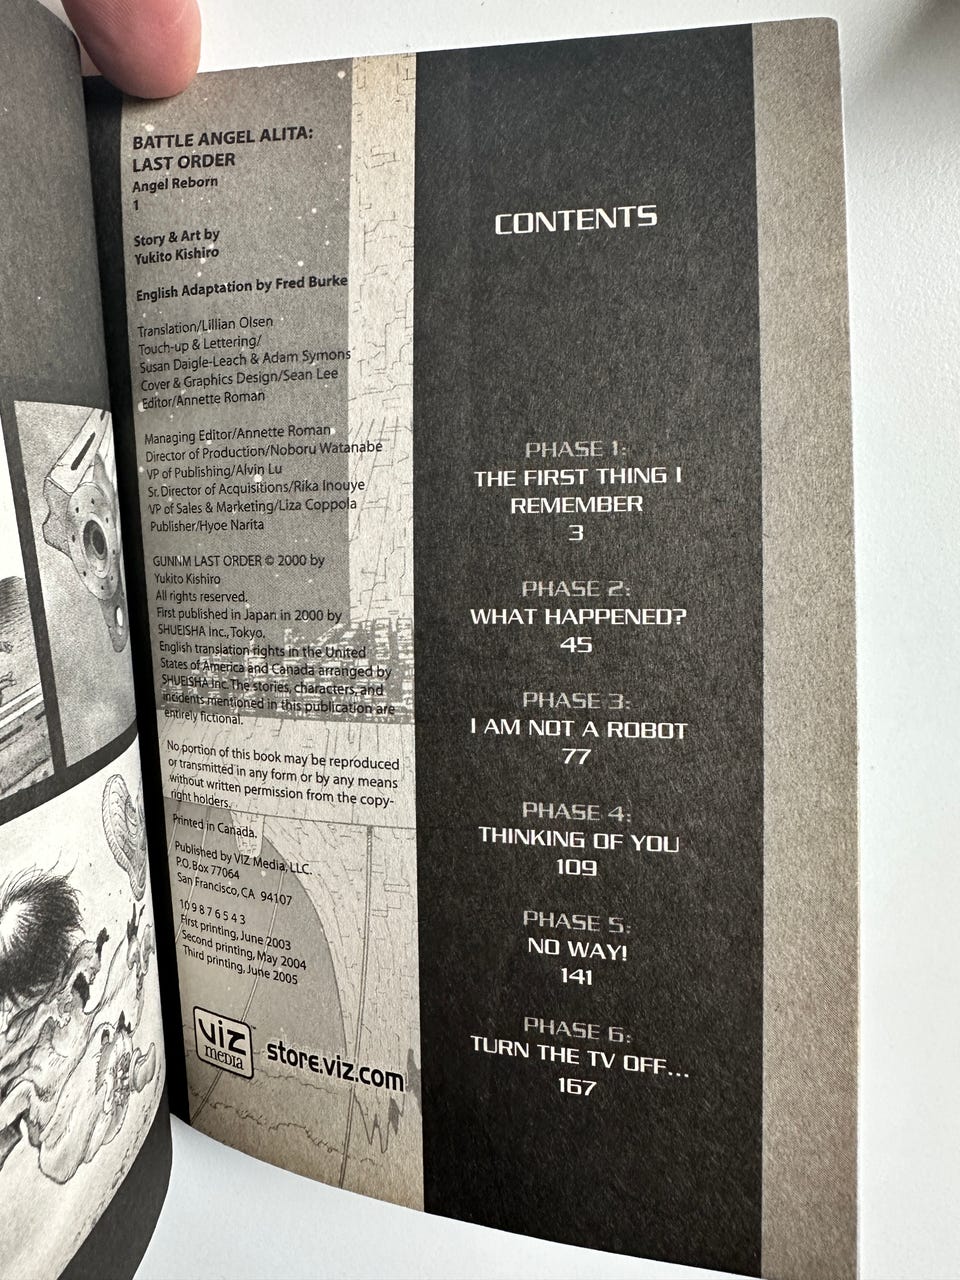 BATTLE ANGEL ALITA:
LAST ORDER
Angel Reborn
1
Story & Art by
Yukito Kishiro
English Adaptation by Fred Burke
Translation/Lillian Olsen
Touch-up & Lettering/
Susan Daigle-Leach & Adam Symons
Cover & Graphics Design/Sean Lee
Editor/Annette Roman
Managing Editor/Annette Roman
Director of Production/Noboru Watanabe
VP of Publishing/Alvin Lu
Sr. Director of Acquisitions/Rika Inouye
VP of Sales & Marketing/Liza Coppola
Publisher/Hyoe Narita
GUNNM LAST ORDER © 2000 by
Yukito Kishiro
All rights reserved.
First published in Japan in 2000 by
SHUEISHA Inc., Tokyo.
English translation rights in the United
States of America and Canada arranged by
SHUEISHA Inc. The stories, characters, and
incidents mentioned in this publication are
entirely fictional.
No portion of this book may be reproduced
or transmitted in any form or by any means
without written permission from the copy-
right holders.
Printed in Canada.
Published by VIZ Media, LLC.
P.O. Box 77064
San Francisco, CA 94107
10 9 8 7 6 5 4 3
First printing, June 2003
Second printing, May 2004
Third printing, June 2005
VIZ
MEDIA
store.viz.com
CONTENTS
PHASE 1:
THE FIRST THING I
REMEMBER
3
PHASE 2:
WHAT HAPPENED?
45
PHASE 3:
I AM NOT A ROBOT
77
PHASE 4:
THINKING OF YOU
109
PHASE 5:
NO WAY!
141
PHASE 6:
TURN THE TV OFF...
167